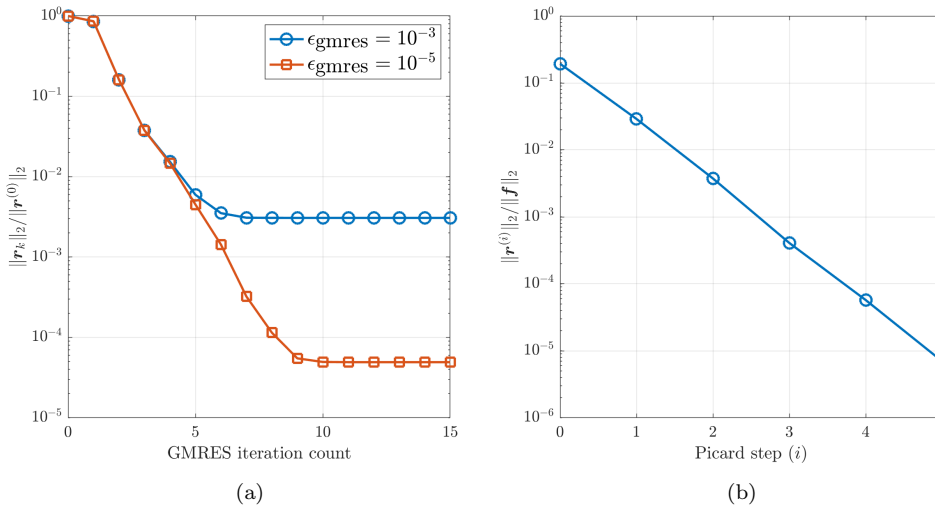 10^0
10^-1
10^-2
10^-3
10^-4
10^-5
0
5
10
15
||r_k||_2/||r^(0)||_2
GMRES iteration count
ϵ_gmres = 10^-3
ϵ_gmres = 10^-5
(a)
10^0
10^-1
10^-2
10^-3
10^-4
10^-5
10^-6
0
1
2
3
4
||r^(i)||_2/||f||_2
Picard step (i)
(b)